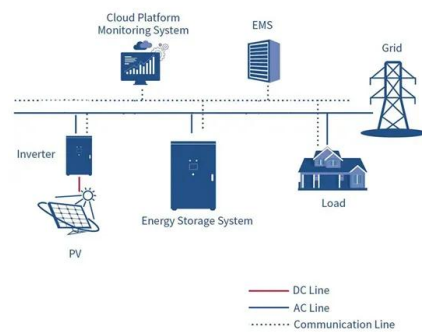 Cloud Platform
Monitoring System
EMS
Grid
Inverter
Energy Storage System
Load
PV
DC Line
AC Line
Communication Line